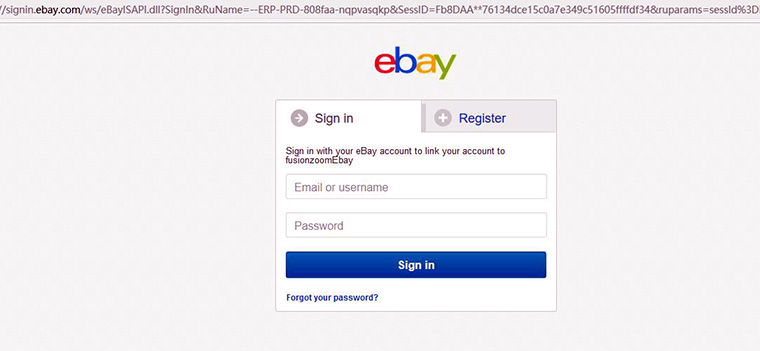 //signin.ebay.com/ws/eBayISAPI.dll?SignIn&RuName=--ERP-PRD-808faa-nqpvasqkp&SessID=Fb8DAA**76134dce15c0a7e349c51605ffffdf34&ruparams=sessId%3D
ebay
Sign in
Register
Sign in with your eBay account to link your account to
fusionzoomEbay
Email or username
Password
Sign in
Forgot your password?